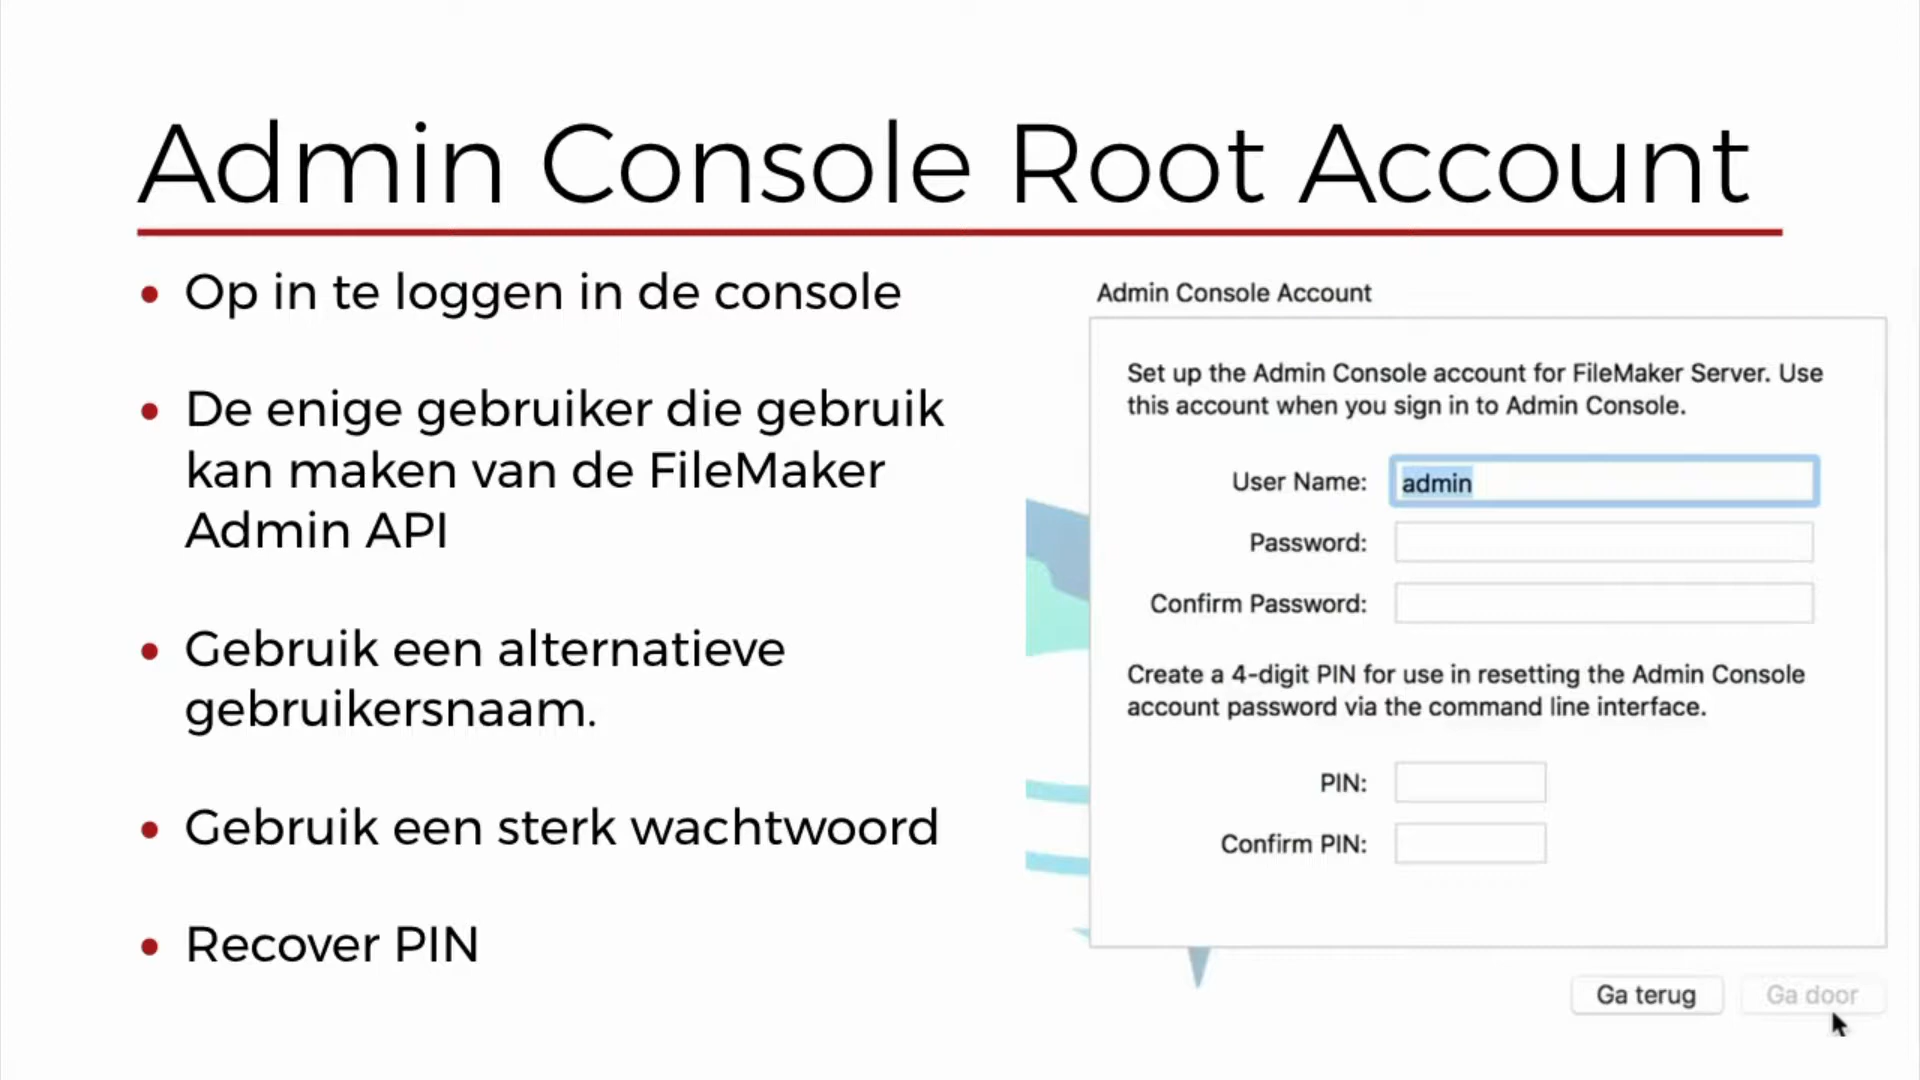 Admin Console Root Account
• Op in te loggen in de console
• De enige gebruiker die gebruik
kan maken van de FileMaker
Admin API
• Gebruik een alternatieve
gebruikersnaam.
• Gebruik een sterk wachtwoord
• Recover PIN
Admin Console Account
Set up the Admin Console account for FileMaker Server. Use
this account when you sign in to Admin Console.
User Name: admin
Password:
Confirm Password:
Create a 4-digit PIN for use in resetting the Admin Console
account password via the command line interface.
PIN:
Confirm PIN:
Ga terug Ga door